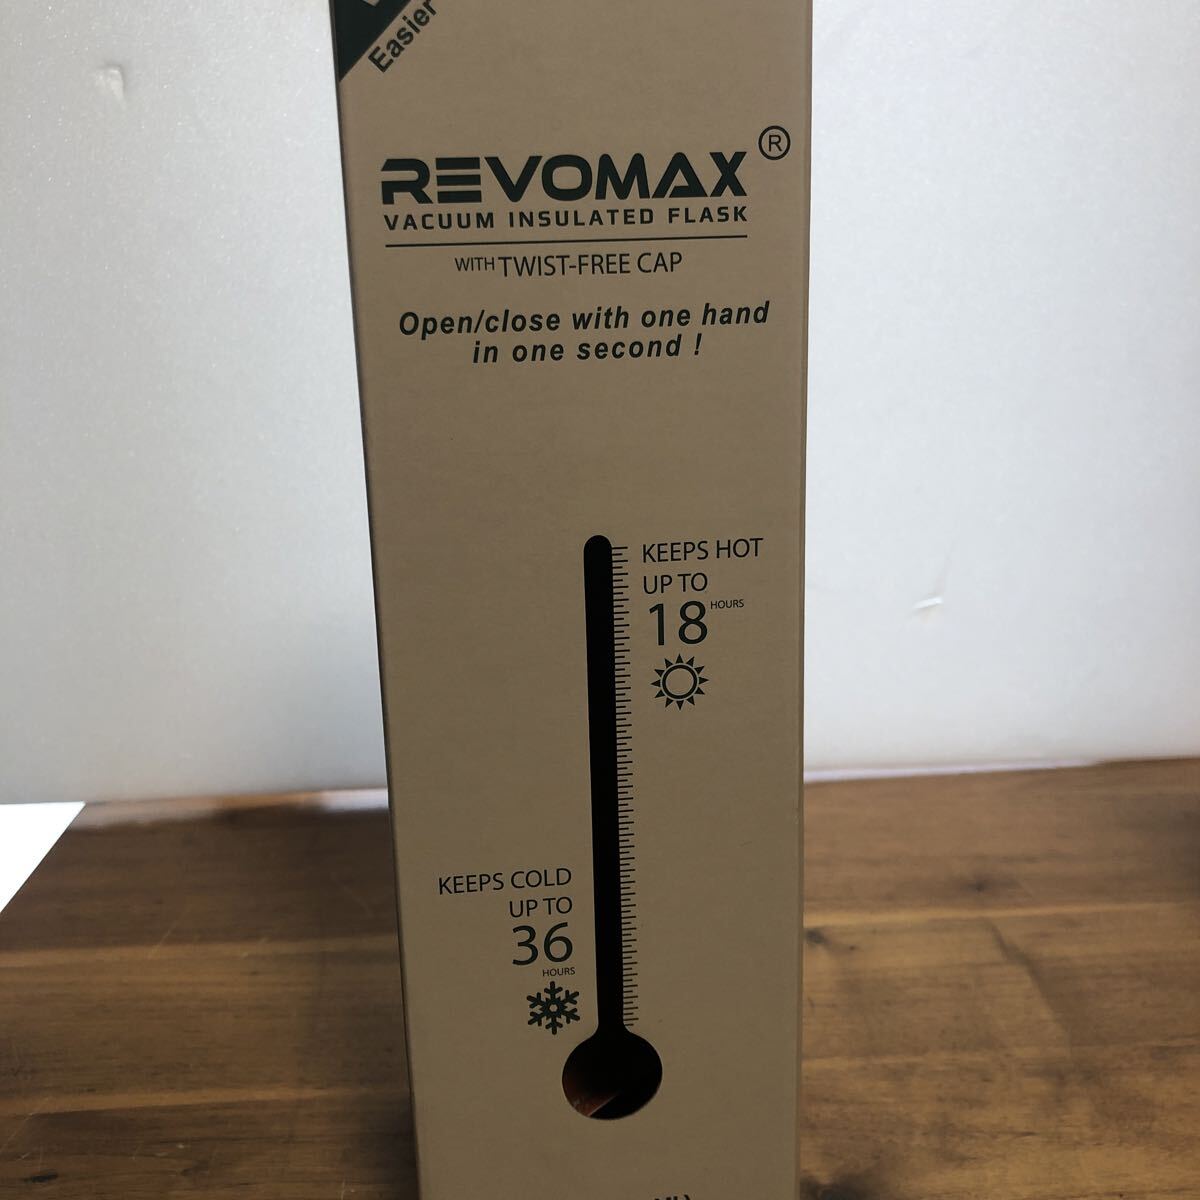 Easier
REVOMAX ®
VACUUM INSULATED FLASK
WITH TWIST-FREE CAP
Open/close with one hand
in one second !
KEEPS HOT
UP TO
18 HOURS
KEEPS COLD
UP TO
36
HOURS